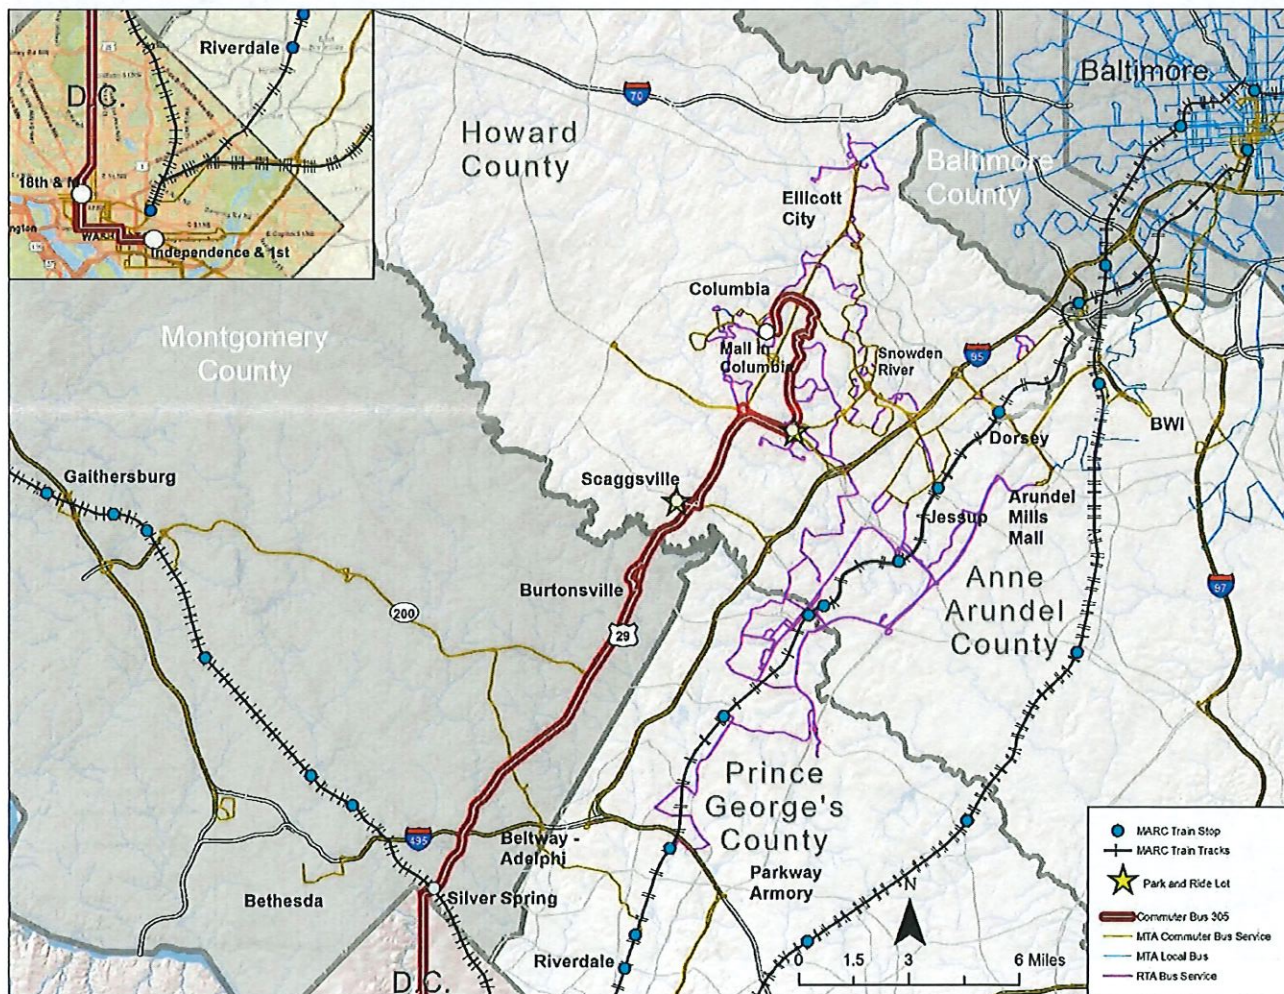 Riverdale
D.C.
18th & M
WASH
Independence & 1st
ngton
70
Baltimore
Howard
County
Baltimore
County
Ellicott
City
Columbia
Mall in
Columbia
Snowden
River
95
Montgomery
County
BWI
Dorsey
Gaithersburg
Scaggsville
Arundel
Mills
Mall
Jessup
Burtonsville
Anne
Arundel
County
97
200
29
Prince
George's
County
495
Beltway -
Adelphi
Parkway
Armory
Bethesda
Silver Spring
Riverdale
D.C.
N
0 1.5 3 6 Miles
MARC Train Stop
MARC Train Tracks
Park and Ride Lot
Commuter Bus 305
MTA Commuter Bus Service
MTA Local Bus
RTA Bus Service